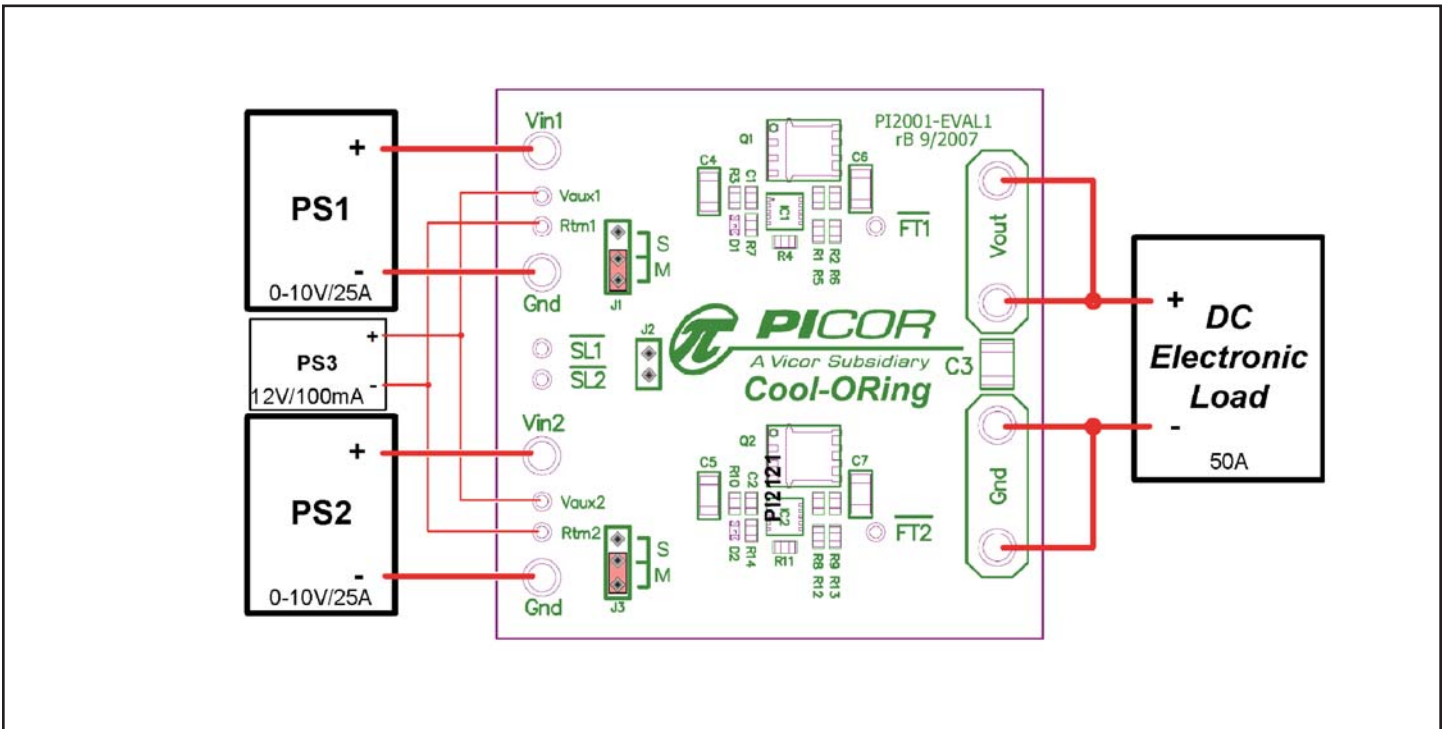 PS1
+
-
0-10V/25A
PS3
+
-
12V/100mA
PS2
+
-
0-10V/25A
Vin1
Vaux1
Rtm1
Gnd
J1
S
M
SL1
SL2
J2
Vin2
Vaux2
Rtm2
Gnd
J3
S
M
PI2001-EVAL1
rB 9/2007
Q1
C4
R3
C1
IC1
C6
D1
R7
R4
R1
R2
R5
R6
FT1
π PICOR
A Vicor Subsidiary
Cool-ORing
C3
Q2
C5
R10
C2
PI2121
IC2
C7
D2
R14
R11
R8
R9
R12
R13
FT2
Vout
Gnd
+
DC
Electronic
Load
-
50A